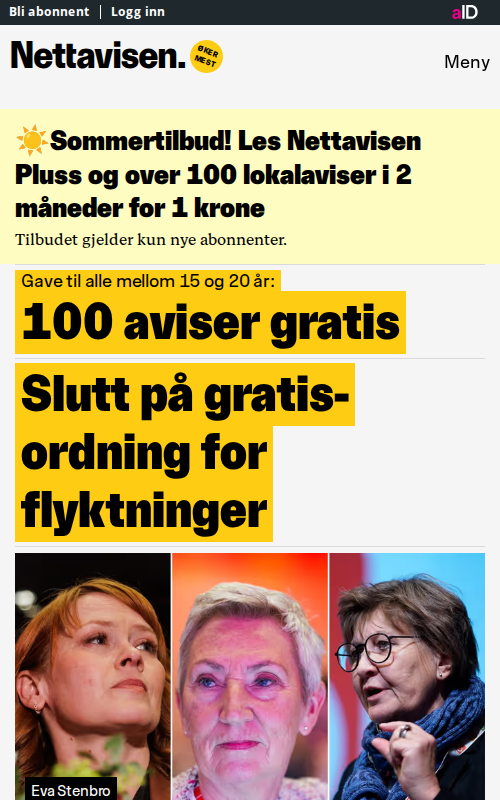 Bli abonnent | Logg inn
aID
Nettavisen.
ØKER
MEST
Meny
☀️Sommertilbud! Les Nettavisen
Pluss og over 100 lokalaviser i 2
måneder for 1 krone
Tilbudet gjelder kun nye abonnenter.
Gave til alle mellom 15 og 20 år:
100 aviser gratis
Slutt på gratis-
ordning for
flyktninger
Eva Stenbro